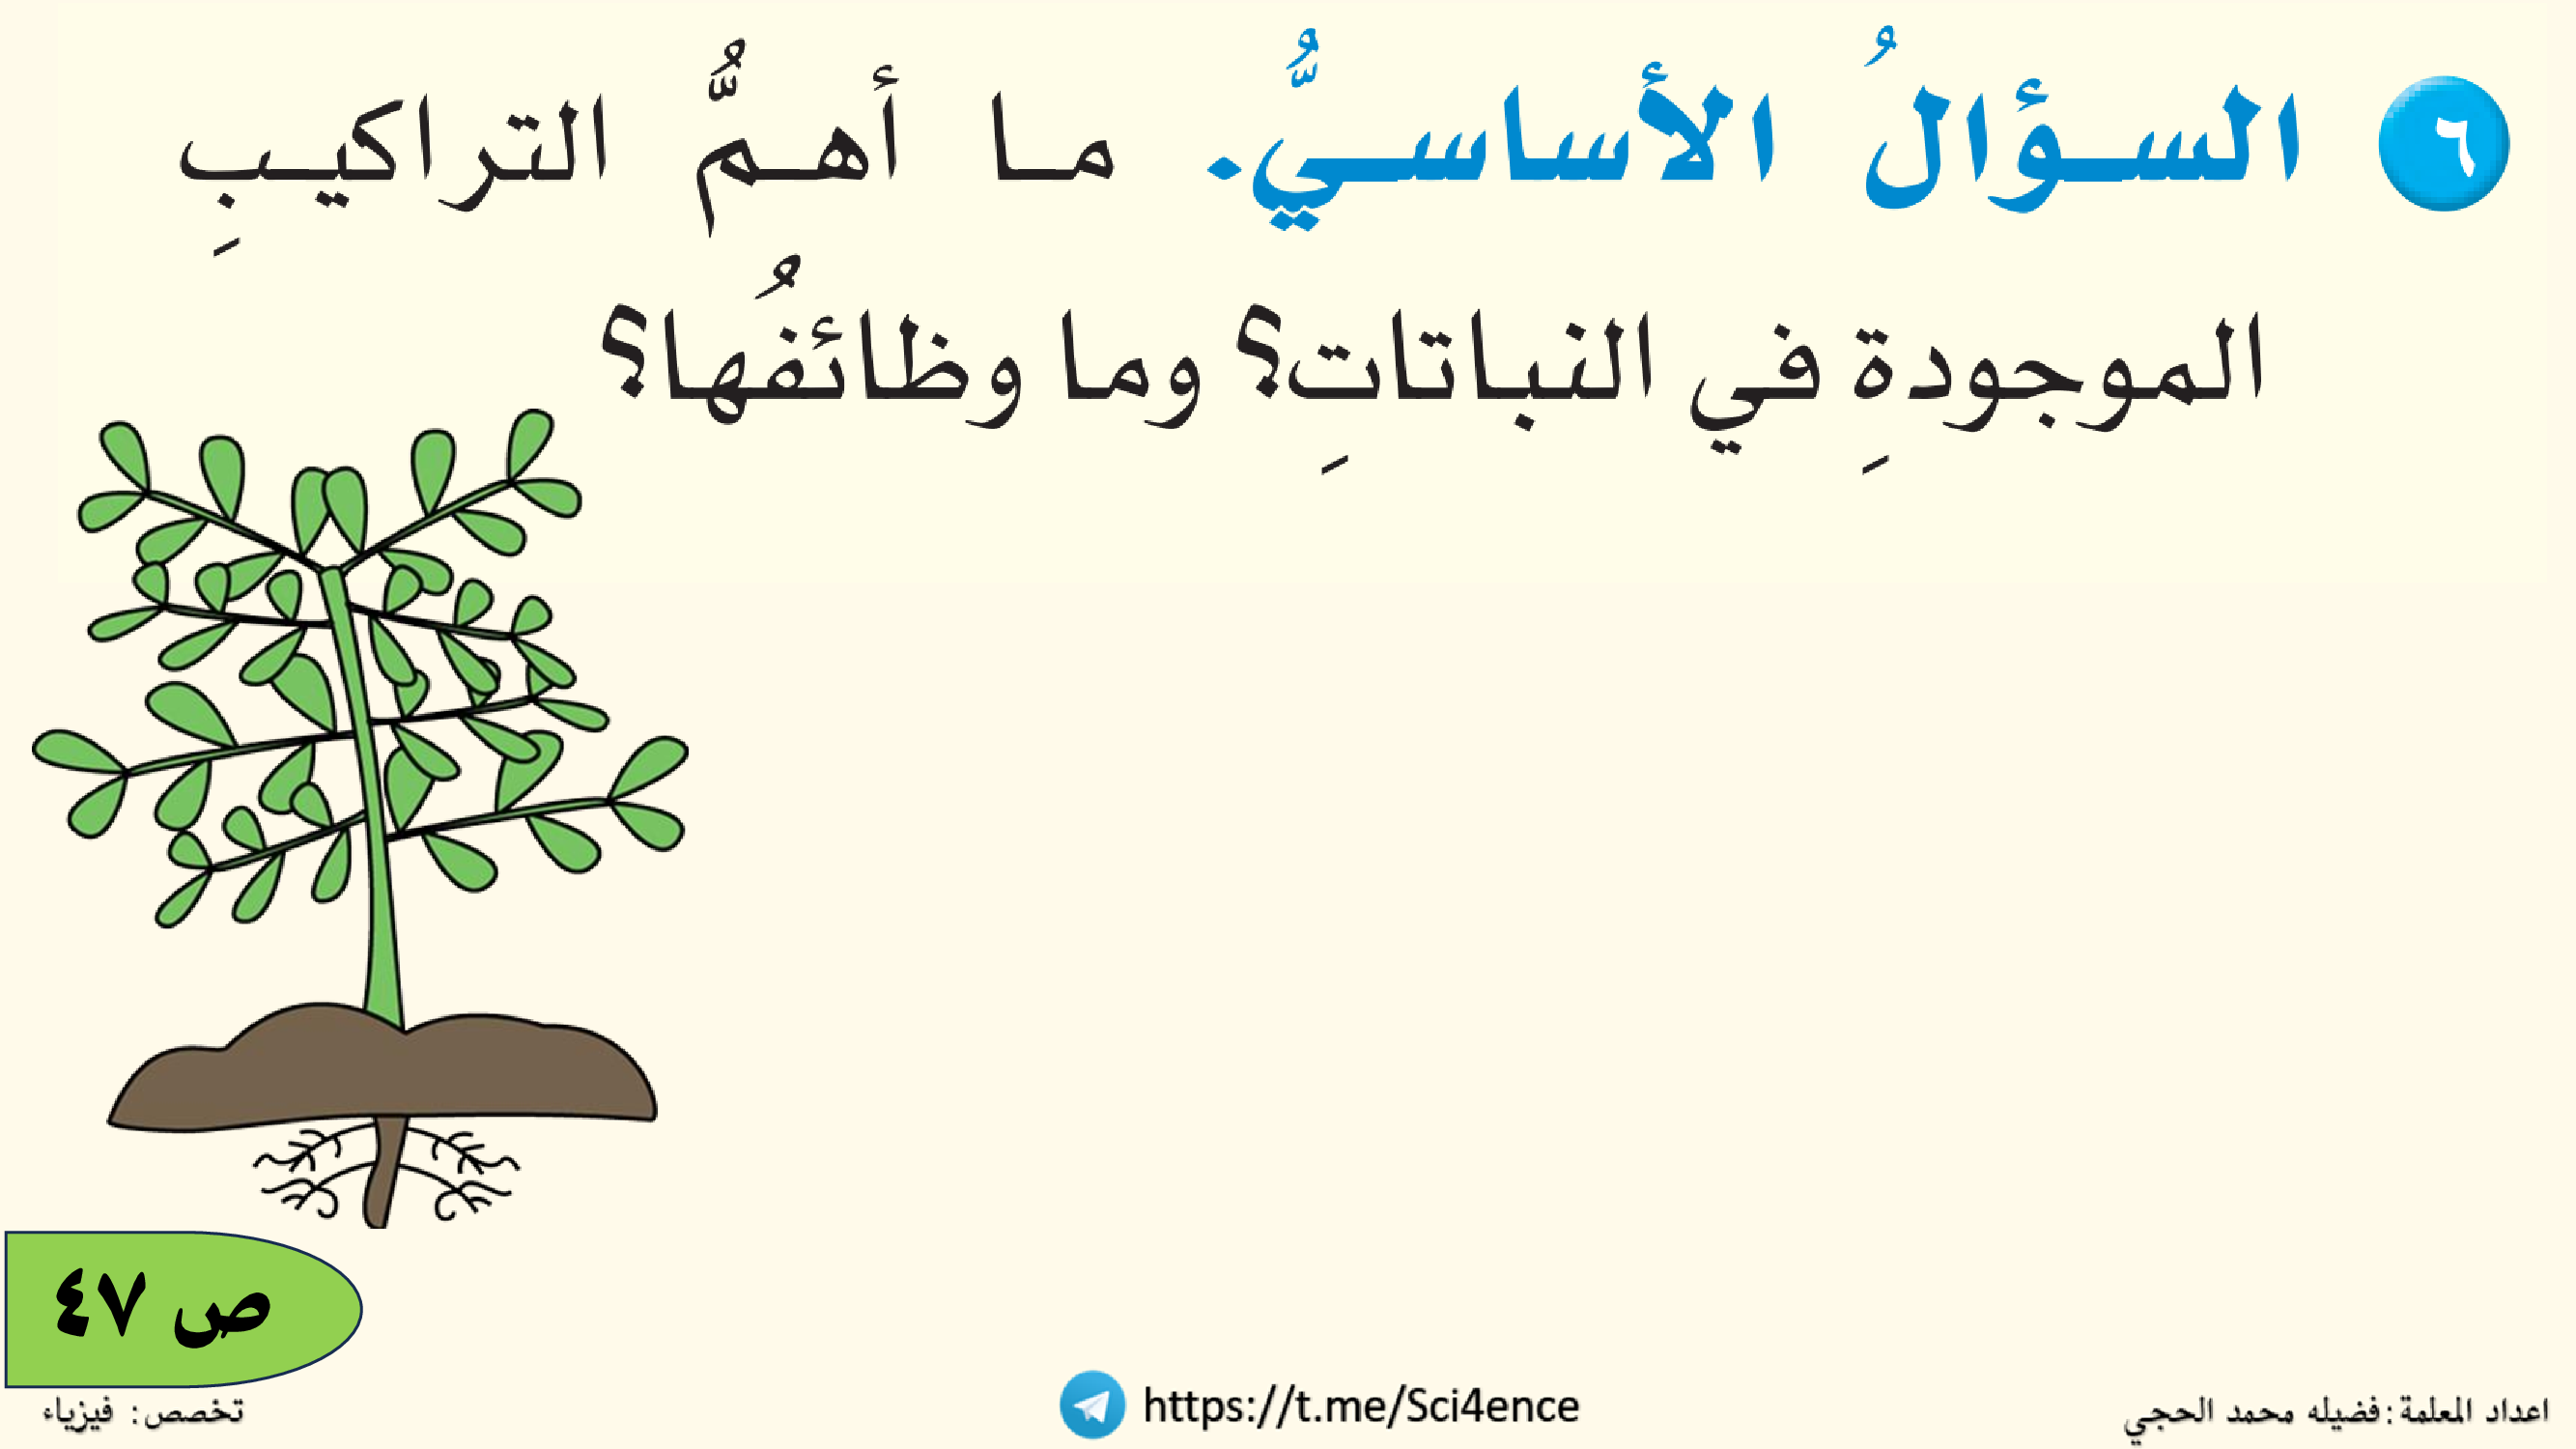 ٦ السؤالُ الأساسيُّ. ما أهمُّ التراكيبِ
الموجودةِ في النباتاتِ؟ وما وظائفُها؟
ص ٤٧
اعداد المعلمة:فضيله محمد الحجي
https://t.me/Sci4ence
تخصص: فيزياء